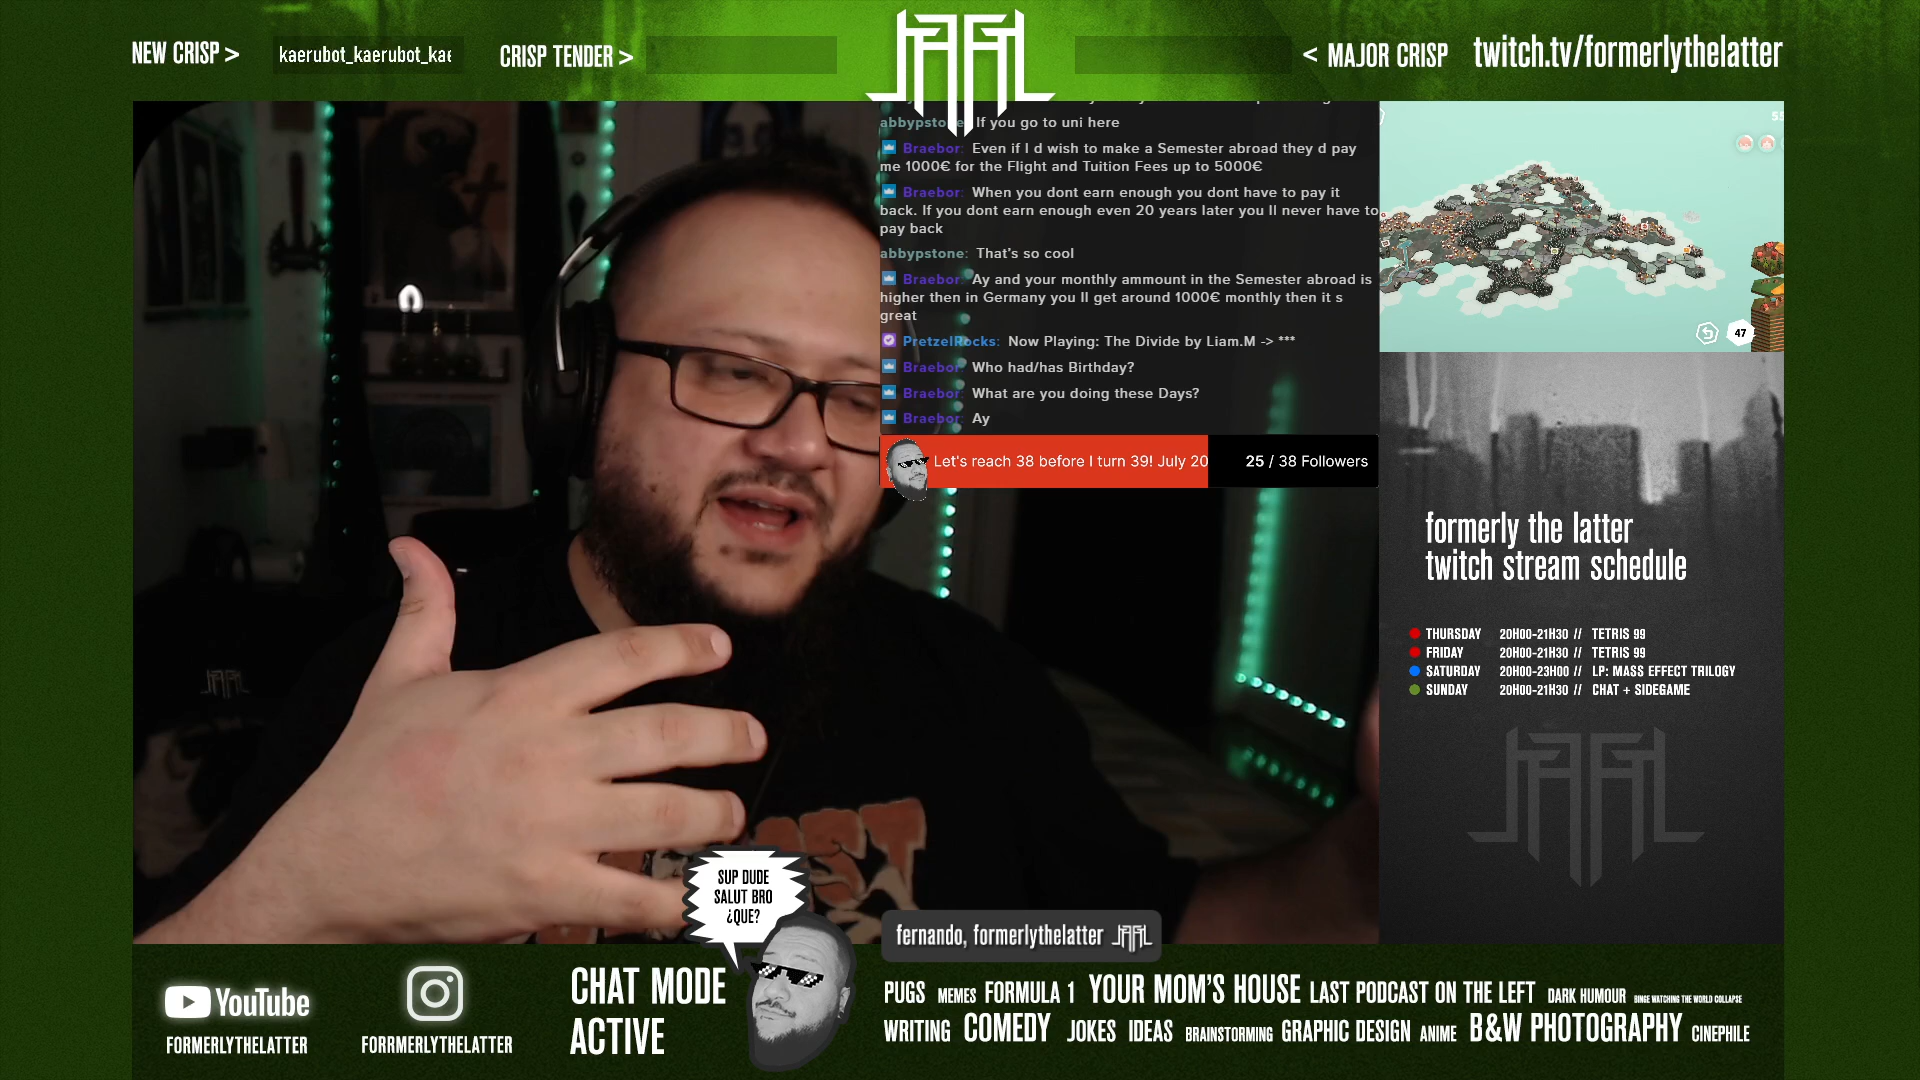 NEW CRISP >
kaerubot_kaerubot_kae
CRISP TENDER >
< MAJOR CRISP
twitch.tv/formerlythelatter
abbypstone: If you go to uni here
Braebor: Even if I d wish to make a Semester abroad they d pay
me 1000€ for the Flight and Tuition Fees up to 5000€
Braebor: When you dont earn enough you dont have to pay it
back. If you dont earn enough even 20 years later you ll never have to
pay back
abbypstone: That's so cool
Braebor: Ay and your monthly ammount in the Semester abroad is
higher then in Germany you ll get around 1000€ monthly then it s
great
PretzelRocks: Now Playing: The Divide by Liam.M -> ***
Braebor: Who had/has Birthday?
Braebor: What are you doing these Days?
Braebor: Ay
Let's reach 38 before I turn 39! July 20
25 / 38 Followers
47
formerly the latter
twitch stream schedule
THURSDAY 20H00-21H30 // TETRIS 99
FRIDAY 20H00-21H30 // TETRIS 99
SATURDAY 20H00-23H00 // LP: MASS EFFECT TRILOGY
SUNDAY 20H00-21H30 // CHAT + SIDEGAME
SUP DUDE
SALUT BRO
¿QUE?
fernando, formerlythelatter
YouTube
FORMERLYTHELATTER
FORRMERLYTHELATTER
CHAT MODE
ACTIVE
PUGS MEMES FORMULA 1 YOUR MOM'S HOUSE LAST PODCAST ON THE LEFT DARK HUMOUR BINGE WATCHING THE WORLD COLLAPSE
WRITING COMEDY JOKES IDEAS BRAINSTORMING GRAPHIC DESIGN ANIME B&W PHOTOGRAPHY CINEPHILE